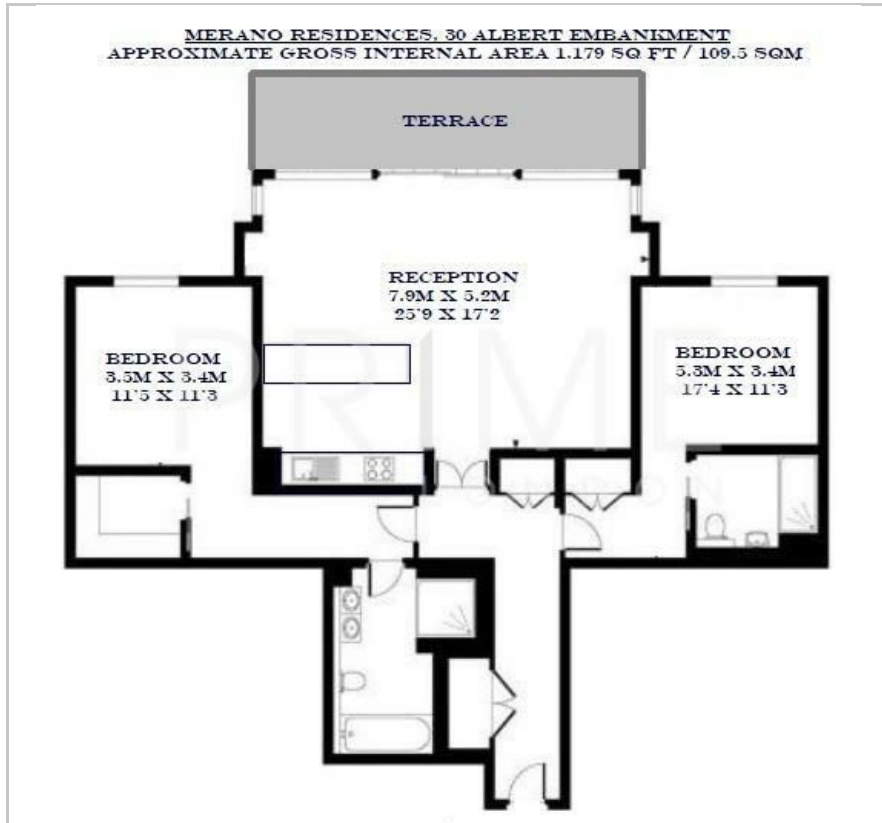 MERANO RESIDENCES, 30 ALBERT EMBANKMENT
APPROXIMATE GROSS INTERNAL AREA 1.179 SQ FT / 109.5 SQM
TERRACE
RECEPTION
7.9M X 5.2M
25'9 X 17'2
BEDROOM
3.5M X 3.4M
11'5 X 11'3
BEDROOM
5.3M X 3.4M
17'4 X 11'3
PRIME
LONDON